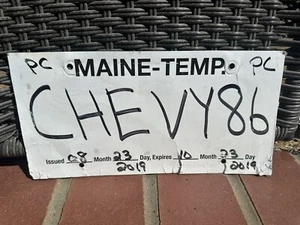 PC MAINE-TEMP. PC
CHEVY86
Issued 08 Month 23 Day, Expires 10 Month 23 Day
2019 2019